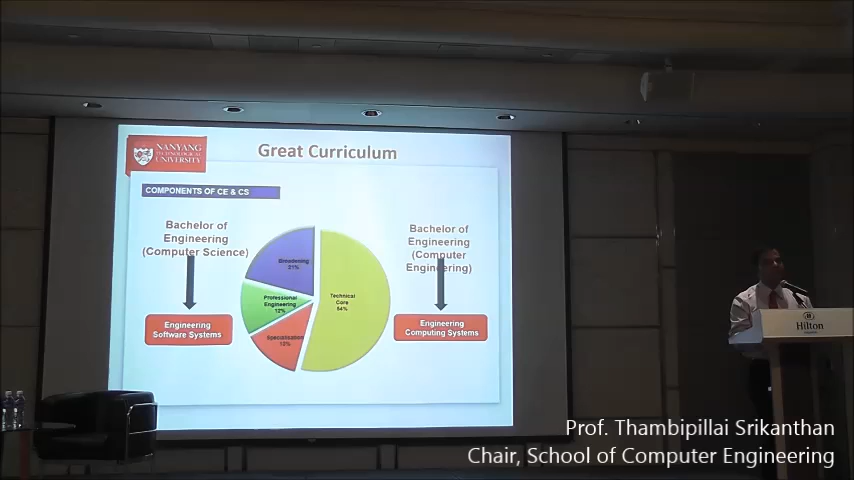 NANYANG
TECHNOLOGICAL
UNIVERSITY
Great Curriculum
COMPONENTS OF CE & CS
Bachelor of
Engineering
(Computer Science)
Engineering
Software Systems
Broadening
21%
Professional
Engineering
12%
Specialisation
13%
Technical
Core
54%
Bachelor of
Engineering
(Computer
Engineering)
Engineering
Computing Systems
Hilton
Prof. Thambipillai Srikanthan
Chair, School of Computer Engineering